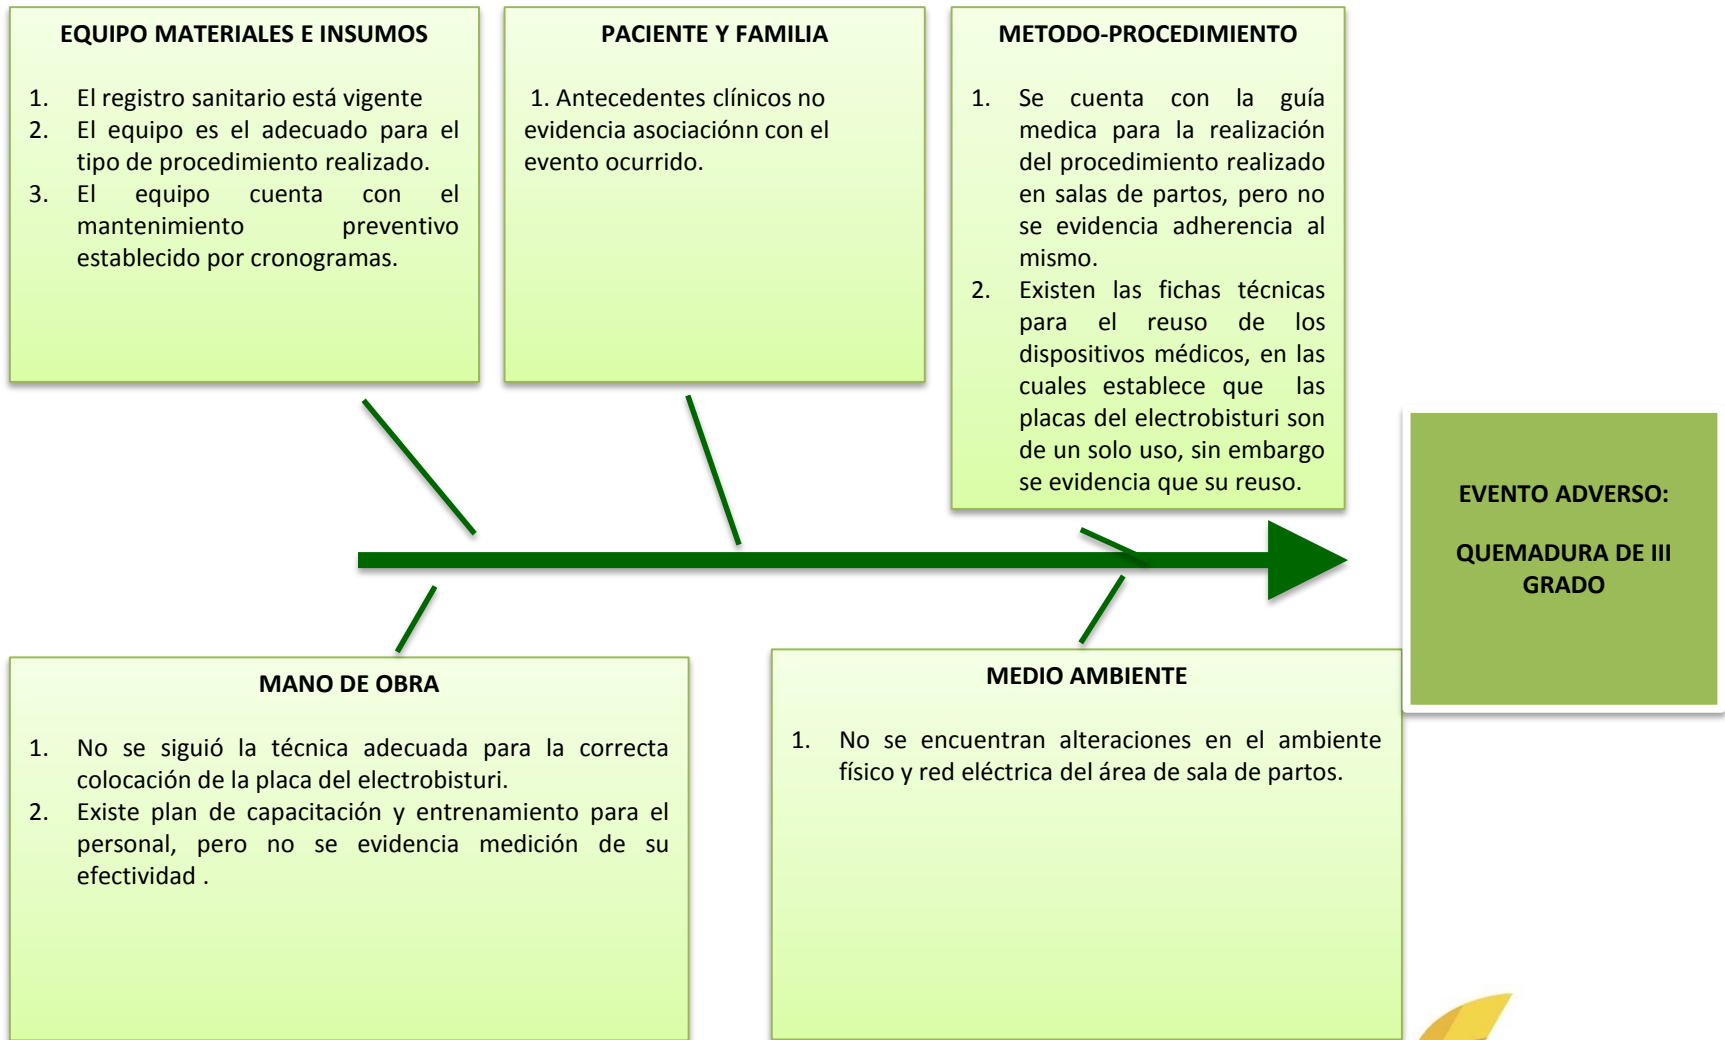 EQUIPO MATERIALES E INSUMOS
1. El registro sanitario está vigente
2. El equipo es el adecuado para el
tipo de procedimiento realizado.
3. El equipo cuenta con el
mantenimiento preventivo
establecido por cronogramas.
PACIENTE Y FAMILIA
1. Antecedentes clínicos no
evidencia asociaciónn con el
evento ocurrido.
METODO-PROCEDIMIENTO
1. Se cuenta con la guía
medica para la realización
del procedimiento realizado
en salas de partos, pero no
se evidencia adherencia al
mismo.
2. Existen las fichas técnicas
para el reuso de los
dispositivos médicos, en las
cuales establece que las
placas del electrobisturi son
de un solo uso, sin embargo
se evidencia que su reuso.
EVENTO ADVERSO:
QUEMADURA DE III
GRADO
MANO DE OBRA
1. No se siguió la técnica adecuada para la correcta
colocación de la placa del electrobisturi.
2. Existe plan de capacitación y entrenamiento para el
personal, pero no se evidencia medición de su
efectividad .
MEDIO AMBIENTE
1. No se encuentran alteraciones en el ambiente
físico y red eléctrica del área de sala de partos.